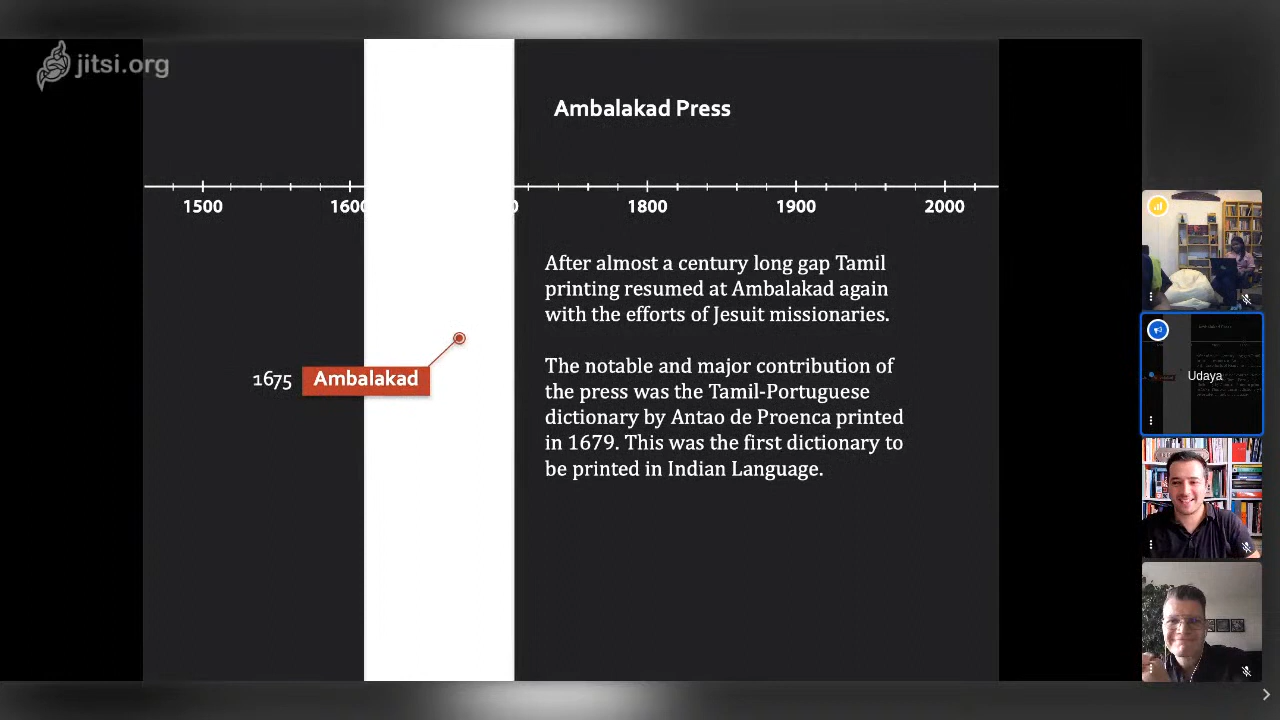 jitsi.org
Ambalakad Press
1500 1600 1800 1900 2000
After almost a century long gap Tamil
printing resumed at Ambalakad again
with the efforts of Jesuit missionaries.
1675 Ambalakad
The notable and major contribution of
the press was the Tamil-Portuguese
dictionary by Antao de Proenca printed
in 1679. This was the first dictionary to
be printed in Indian Language.
Udaya